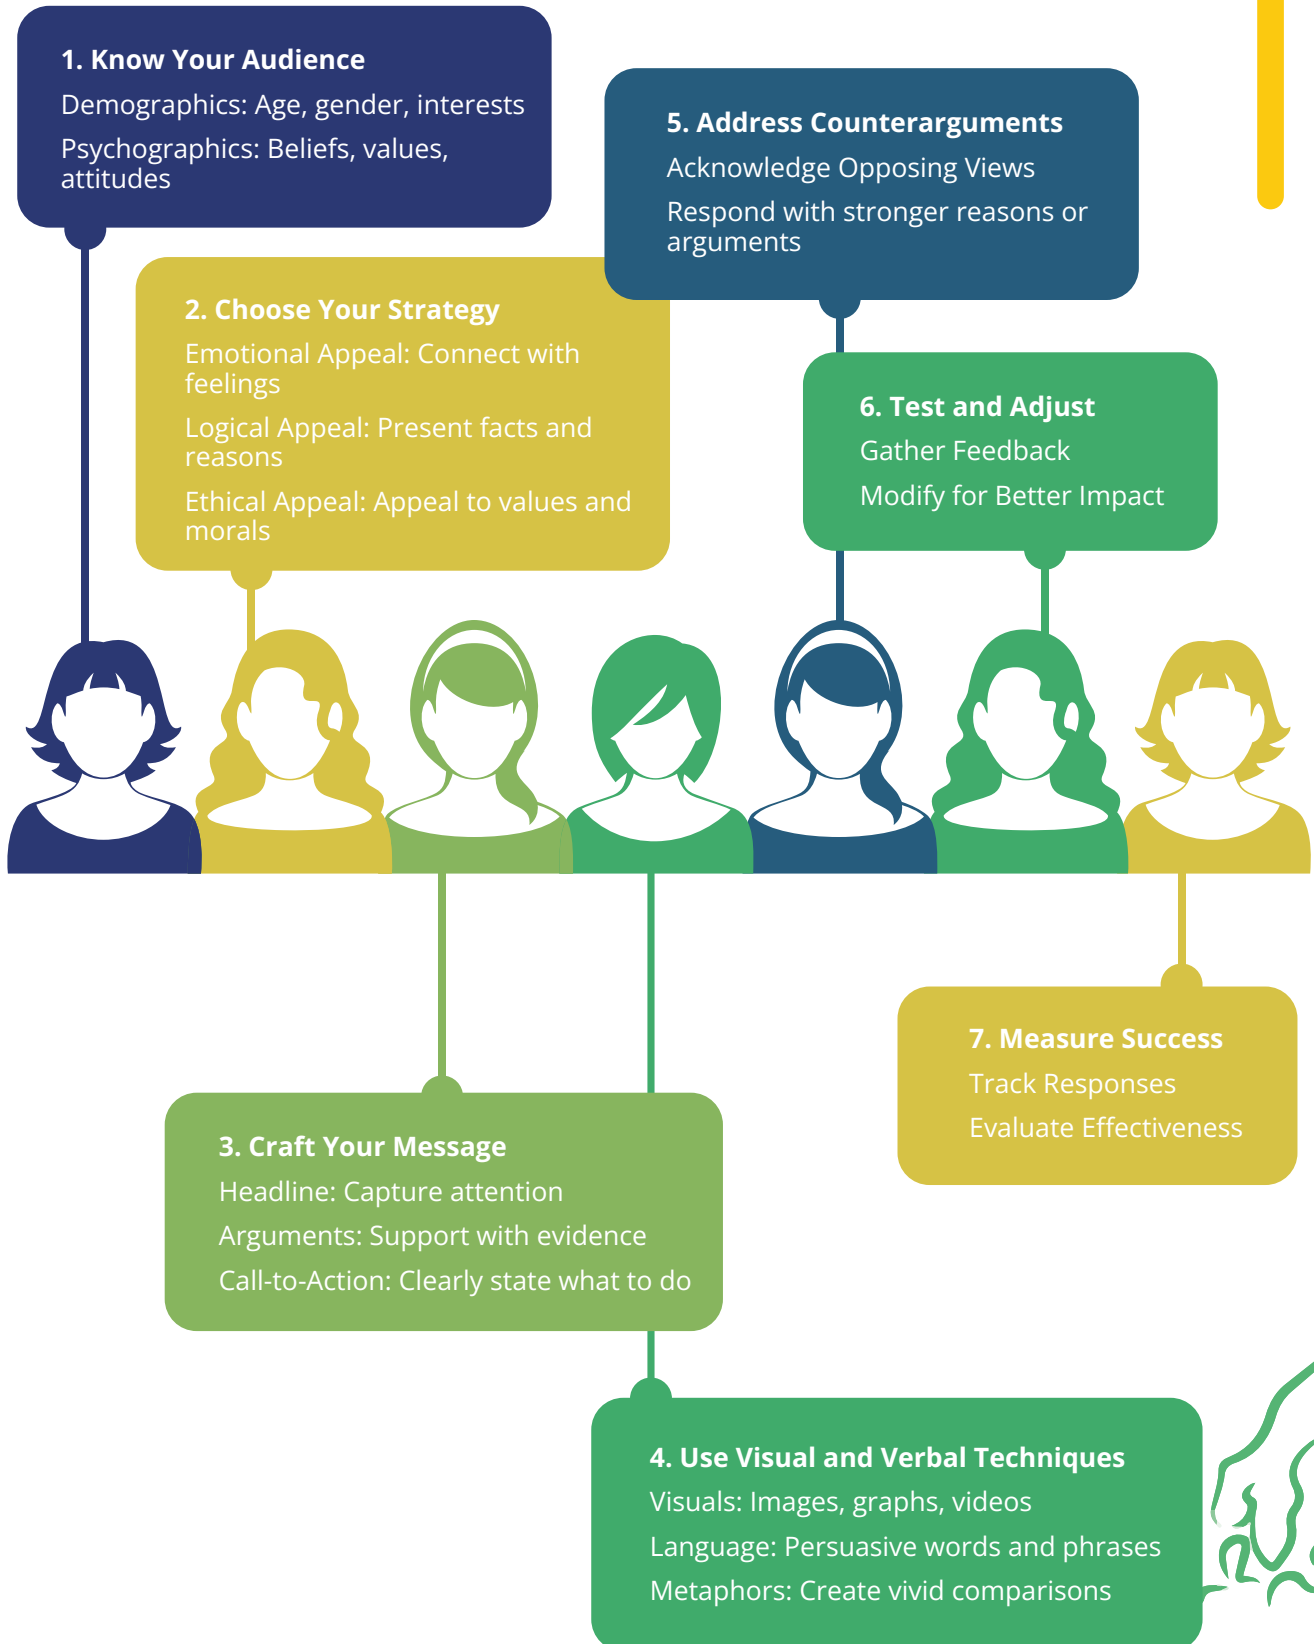 1. Know Your Audience
Demographics: Age, gender, interests
Psychographics: Beliefs, values,
attitudes
2. Choose Your Strategy
Emotional Appeal: Connect with
feelings
Logical Appeal: Present facts and
reasons
Ethical Appeal: Appeal to values and
morals
3. Craft Your Message
Headline: Capture attention
Arguments: Support with evidence
Call-to-Action: Clearly state what to do
4. Use Visual and Verbal Techniques
Visuals: Images, graphs, videos
Language: Persuasive words and phrases
Metaphors: Create vivid comparisons
5. Address Counterarguments
Acknowledge Opposing Views
Respond with stronger reasons or
arguments
6. Test and Adjust
Gather Feedback
Modify for Better Impact
7. Measure Success
Track Responses
Evaluate Effectiveness